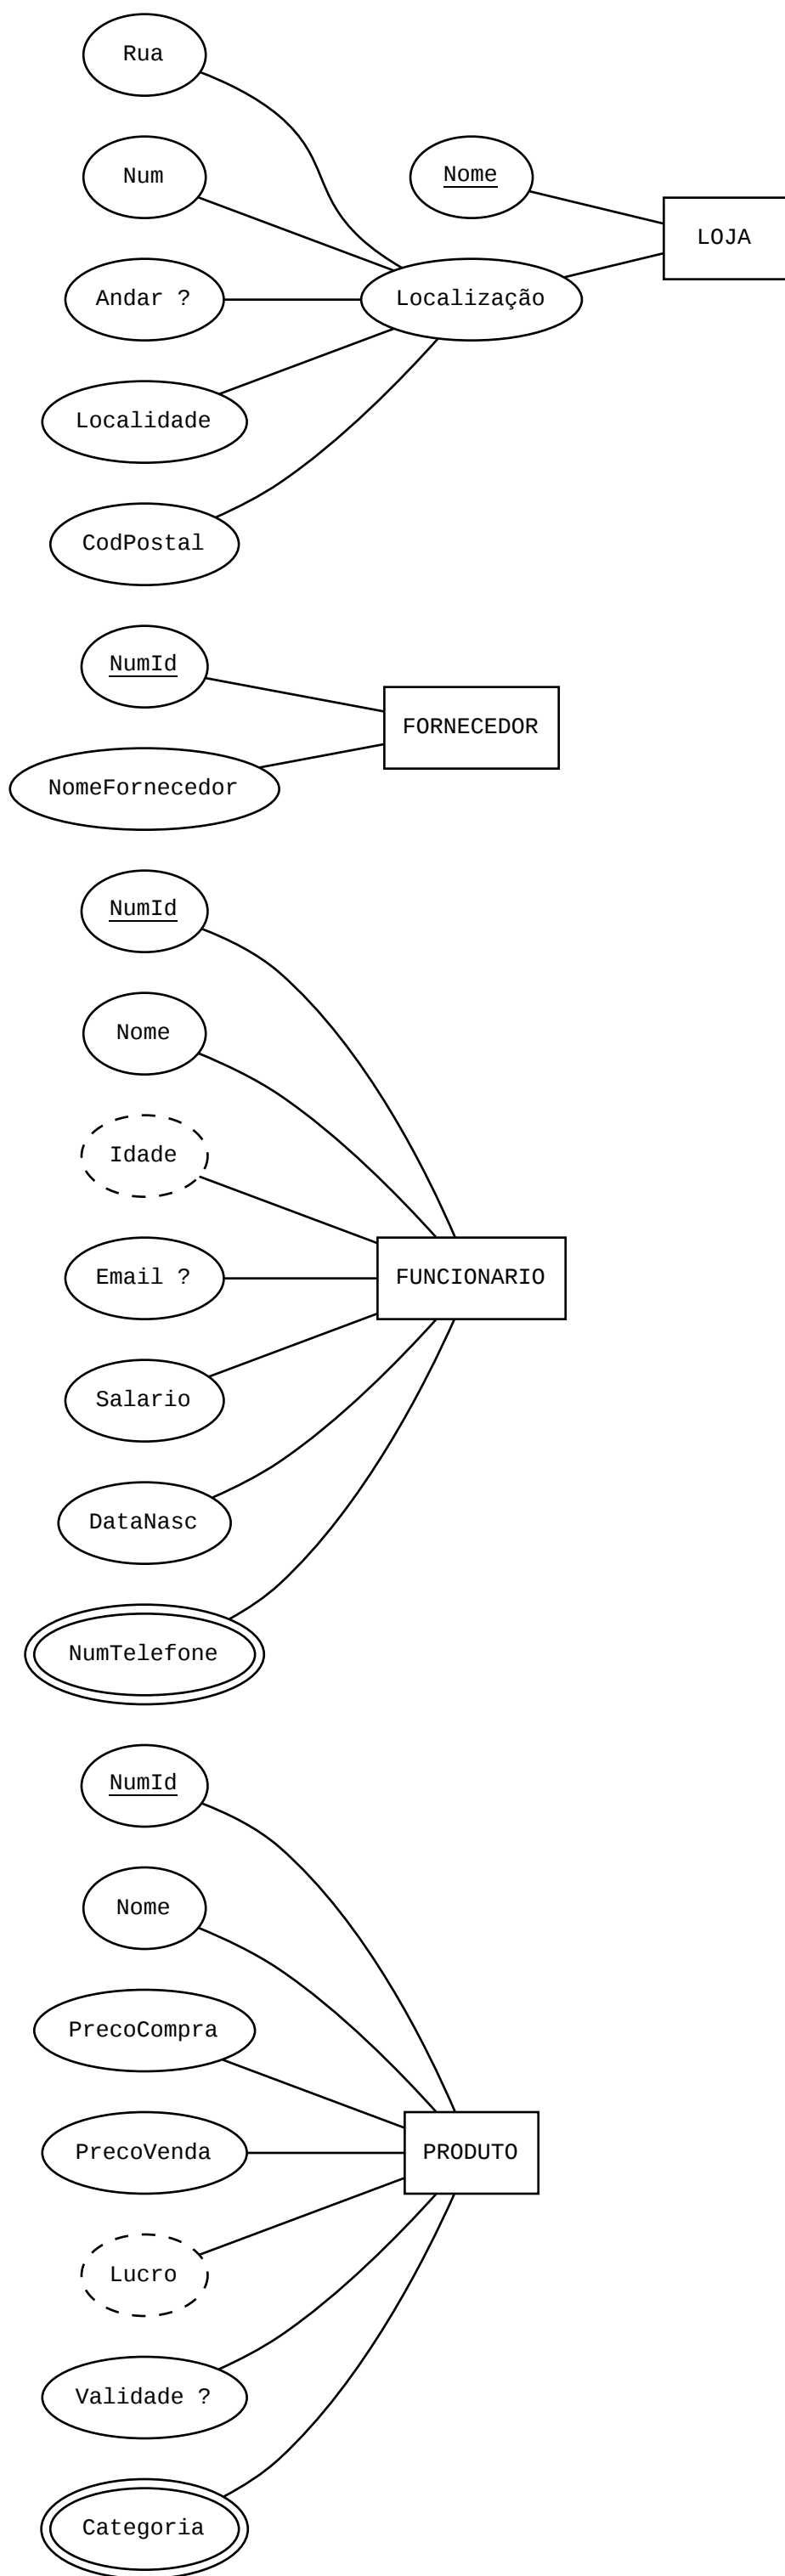 Rua
Num
Nome
LOJA
Andar ?
Localização
Localidade
CodPostal
NumId
FORNECEDOR
NomeFornecedor
NumId
Nome
Idade
Email ?
FUNCIONARIO
Salario
DataNasc
NumTelefone
NumId
Nome
PrecoCompra
PrecoVenda
PRODUTO
Lucro
Validade ?
Categoria